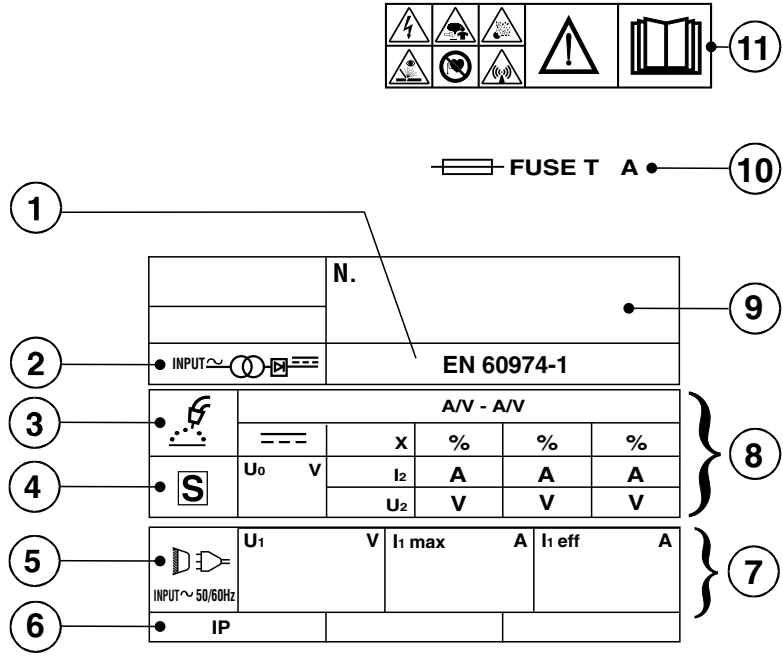 11
FUSE T A
10
1
N.
9
2
INPUT~
EN 60974-1
3
A/V - A/V
8
X % % %
4
S
U0 V
I2 A A A
U2 V V V
5
U1 V I1 max A I1 eff A
7
INPUT~ 50/60Hz
6
IP